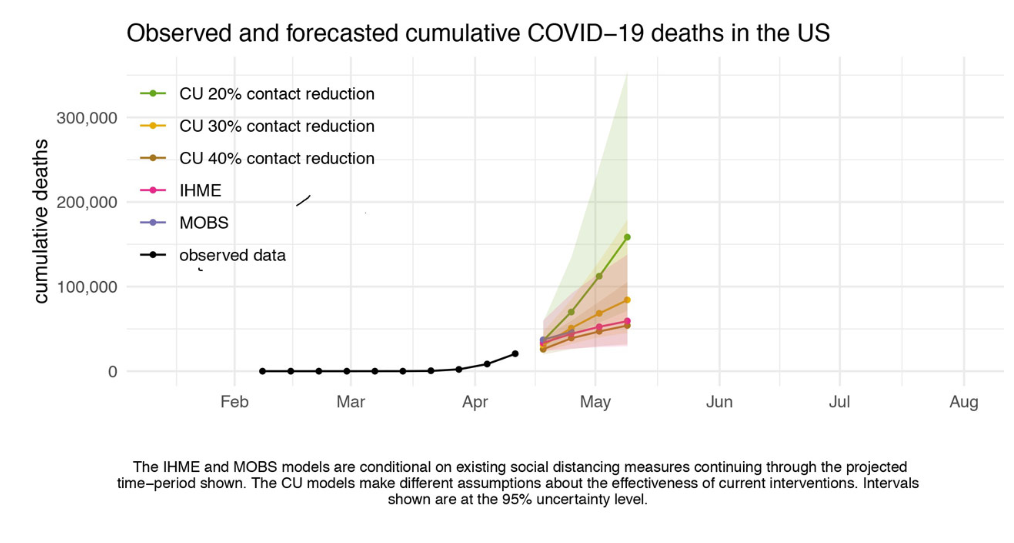 Observed and forecasted cumulative COVID−19 deaths in the US
CU 20% contact reduction
CU 30% contact reduction
CU 40% contact reduction
IHME
MOBS
observed data
cumulative deaths
300,000
200,000
100,000
0
Feb Mar Apr May Jun Jul Aug
The IHME and MOBS models are conditional on existing social distancing measures continuing through the projected
time−period shown. The CU models make different assumptions about the effectiveness of current interventions. Intervals
shown are at the 95% uncertainty level.